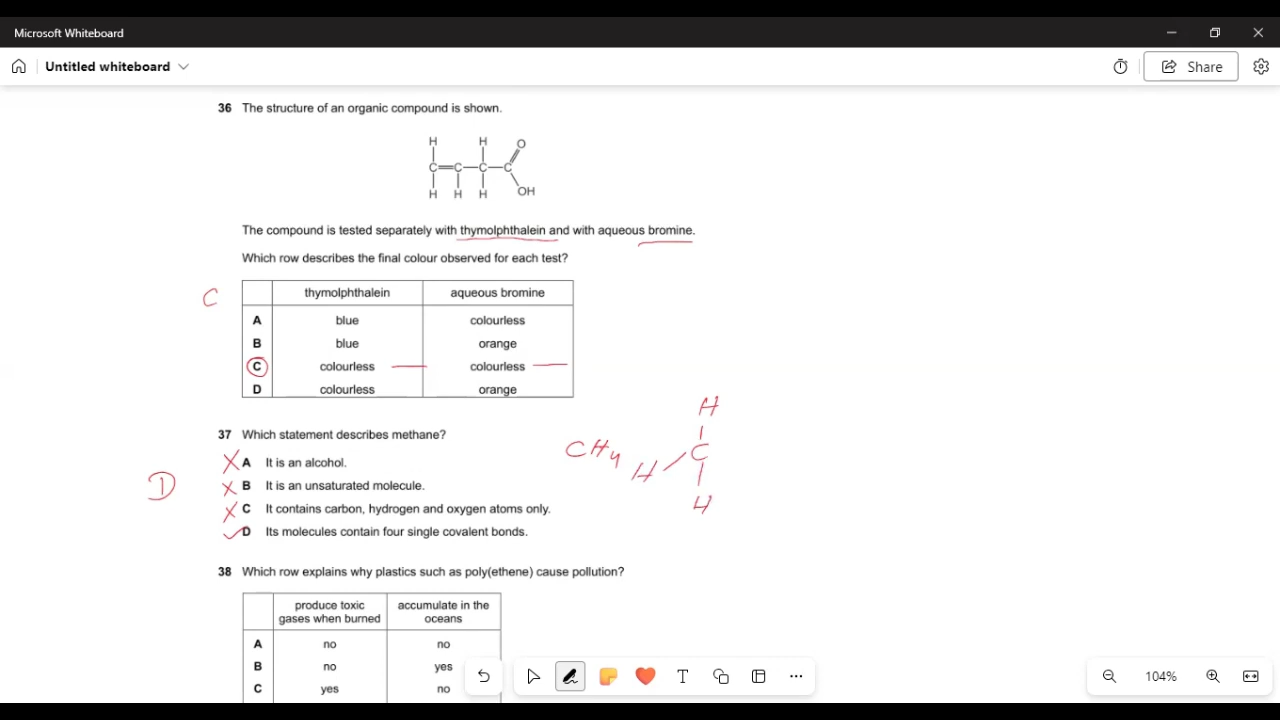 Microsoft Whiteboard
Untitled whiteboard
Share
36 The structure of an organic compound is shown.
H H O
C C C C
H H H OH
The compound is tested separately with thymolphthalein and with aqueous bromine.
Which row describes the final colour observed for each test?
C
thymolphthalein aqueous bromine
A blue colourless
B blue orange
C colourless colourless
D colourless orange
37 Which statement describes methane?
A It is an alcohol.
B It is an unsaturated molecule.
C It contains carbon, hydrogen and oxygen atoms only.
D Its molecules contain four single covalent bonds.
D
CH4
H
H C
H
38 Which row explains why plastics such as poly(ethene) cause pollution?
produce toxic gases when burned accumulate in the oceans
A no no
B no yes
C yes no
T
104%